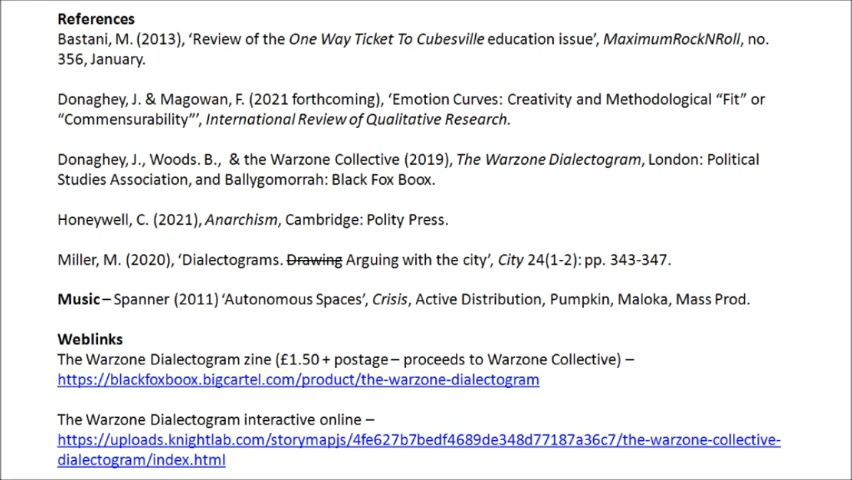 References
Bastani, M. (2013), ‘Review of the One Way Ticket To Cubesville education issue’, MaximumRockNRoll, no.
356, January.
Donaghey, J. & Magowan, F. (2021 forthcoming), ‘Emotion Curves: Creativity and Methodological “Fit” or
“Commensurability”’, International Review of Qualitative Research.
Donaghey, J., Woods. B.,  & the Warzone Collective (2019), The Warzone Dialectogram, London: Political
Studies Association, and Ballygomorrah: Black Fox Boox.
Honeywell, C. (2021), Anarchism, Cambridge: Polity Press.
Miller, M. (2020), ‘Dialectograms. Drawing Arguing with the city’, City 24(1-2): pp. 343-347.
Music – Spanner (2011) ‘Autonomous Spaces’, Crisis, Active Distribution, Pumpkin, Maloka, Mass Prod.
Weblinks
The Warzone Dialectogram zine (£1.50 + postage – proceeds to Warzone Collective) –
https://blackfoxboox.bigcartel.com/product/the-warzone-dialectogram
The Warzone Dialectogram interactive online –
https://uploads.knightlab.com/storymapjs/4fe627b7bedf4689de348d77187a36c7/the-warzone-collective-
dialectogram/index.html